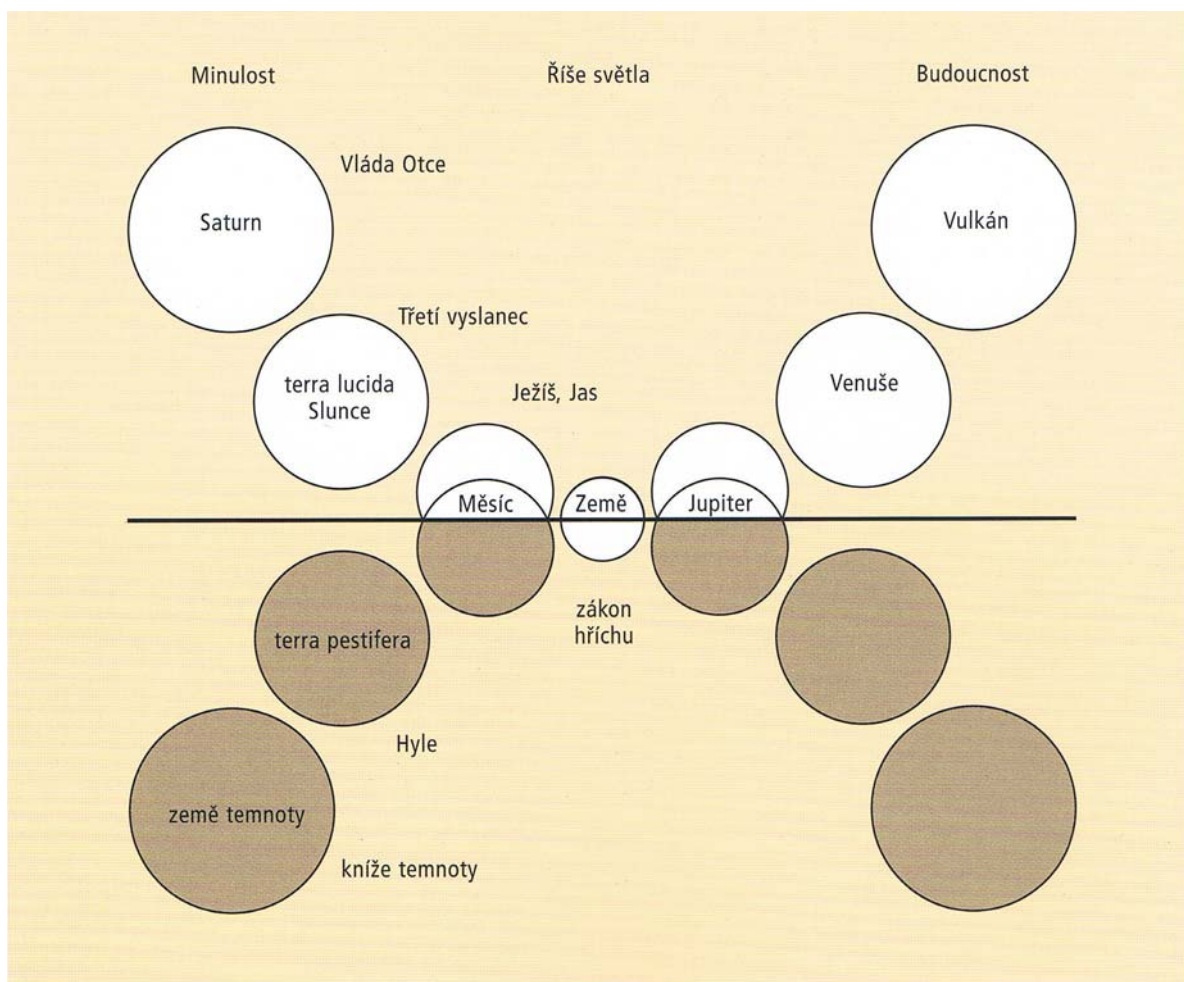 Minulost
Říše světla
Budoucnost
Vláda Otce
Saturn
Vulkán
Třetí vyslanec
terra lucida
Slunce
Ježíš, Jas
Venuše
Měsíc
Země
Jupiter
zákon
hříchu
terra pestifera
Hyle
země temnoty
kníže temnoty